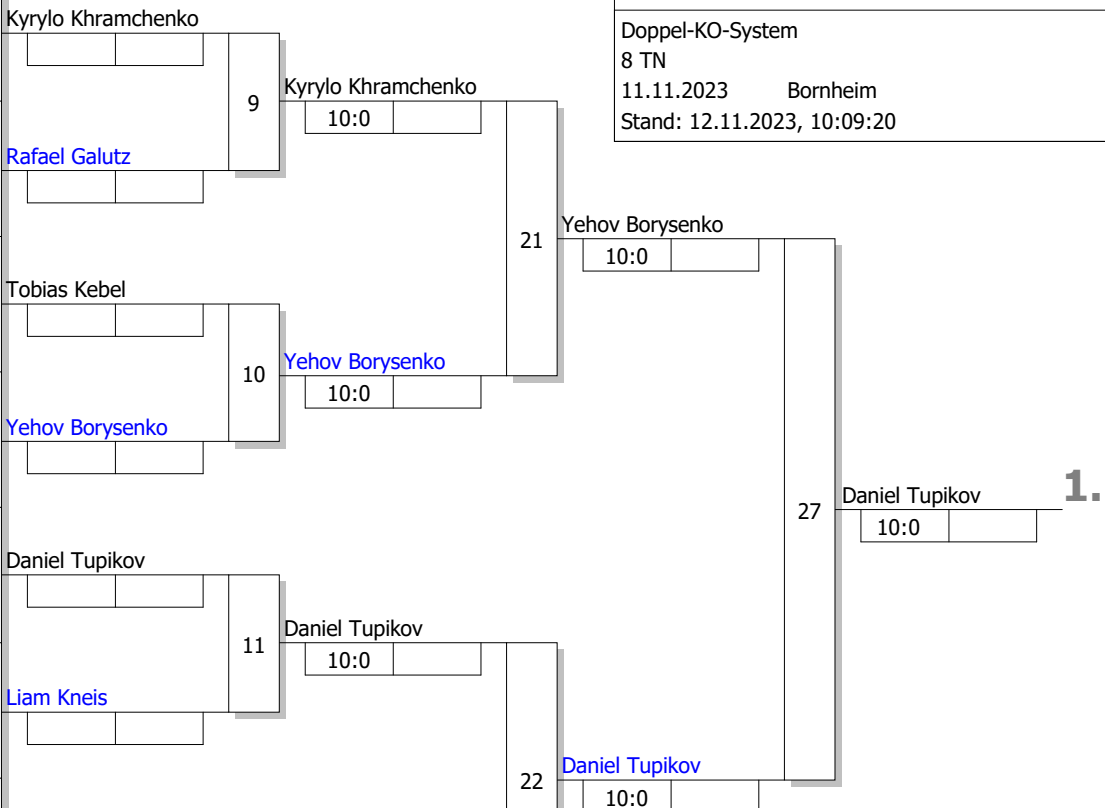 Kyrylo Khramchenko
Doppel-KO-System
8 TN
11.11.2023 Bornheim
Stand: 12.11.2023, 10:09:20
9
Kyrylo Khramchenko
10:0
Rafael Galutz
21
Yehov Borysenko
10:0
Tobias Kebel
10
Yehov Borysenko
10:0
Yehov Borysenko
27
Daniel Tupikov
1.
10:0
Daniel Tupikov
11
Daniel Tupikov
10:0
Liam Kneis
22
Daniel Tupikov
10:0